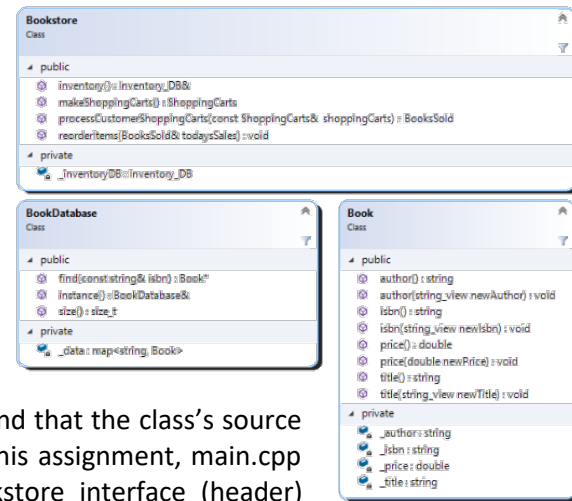 Bookstore
Class
public
inventory() : Inventory_DB&
makeShoppingCarts() : ShoppingCarts
processCustomerShoppingCarts(const ShoppingCarts& shoppingCarts) : BooksSold
reorderItems(BooksSold& todaysSales) : void
private
_inventoryDB : Inventory_DB
BookDatabase
Class
public
find(const string& isbn) : Book*
instance() : BookDatabase&
size() : size_t
private
_data : map<string, Book>
Book
Class
public
author() : string
author(string_view newAuthor) : void
isbn() : string
isbn(string_view newIsbn) : void
price() : double
price(double newPrice) : void
title() : string
title(string_view newTitle) : void
private
_author : string
_isbn : string
_price : double
_title : string
nd that the class's source
his assignment, main.cpp
kstore interface (header)